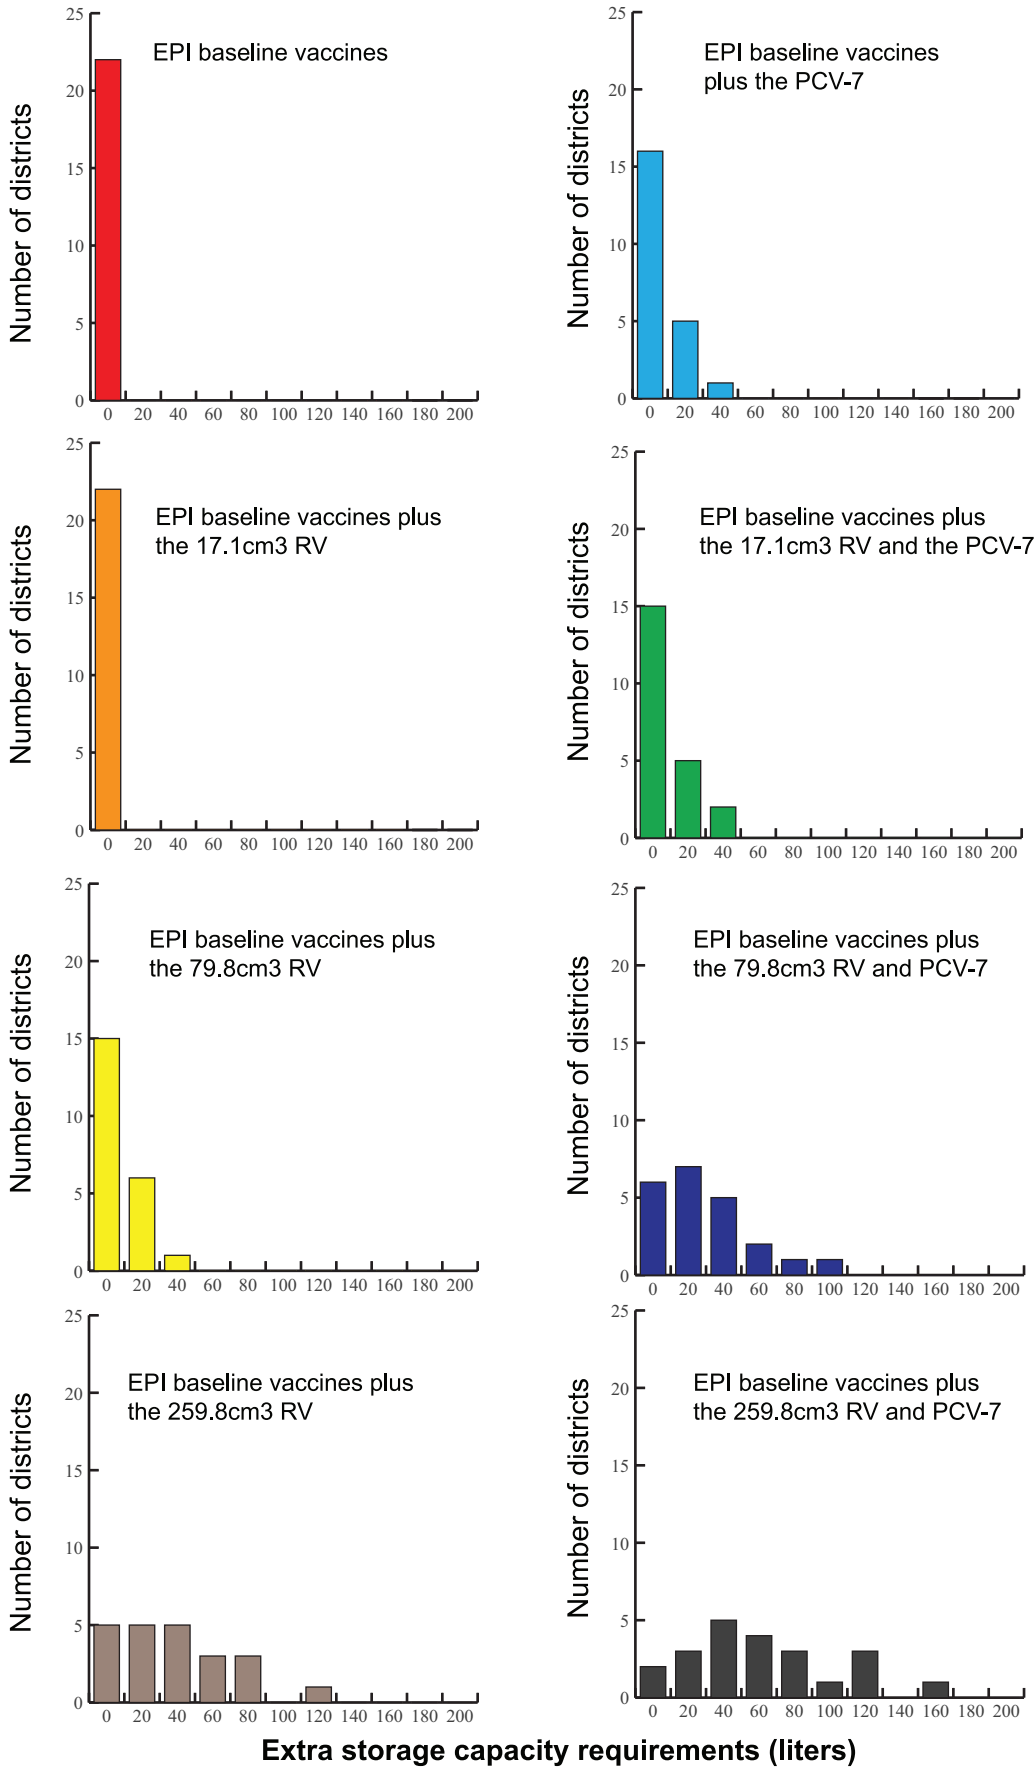 EPI baseline vaccines
Number of districts
25
20
15
10
5
0
0 20 40 60 80 100 120 140 160 180 200
EPI baseline vaccines
plus the PCV-7
Number of districts
25
20
15
10
5
0
0 20 40 60 80 100 120 140 160 180 200
EPI baseline vaccines plus
the 17.1cm3 RV
Number of districts
25
20
15
10
5
0
0 20 40 60 80 100 120 140 160 180 200
EPI baseline vaccines plus
the 17.1cm3 RV and the PCV-7
Number of districts
25
20
15
10
5
0
0 20 40 60 80 100 120 140 160 180 200
EPI baseline vaccines plus
the 79.8cm3 RV
Number of districts
25
20
15
10
5
0
0 20 40 60 80 100 120 140 160 180 200
EPI baseline vaccines plus
the 79.8cm3 RV and PCV-7
Number of districts
25
20
15
10
5
0
0 20 40 60 80 100 120 140 160 180 200
EPI baseline vaccines plus
the 259.8cm3 RV
Number of districts
25
20
15
10
5
0
0 20 40 60 80 100 120 140 160 180 200
EPI baseline vaccines plus
the 259.8cm3 RV and PCV-7
Number of districts
25
20
15
10
5
0
0 20 40 60 80 100 120 140 160 180 200
Extra storage capacity requirements (liters)